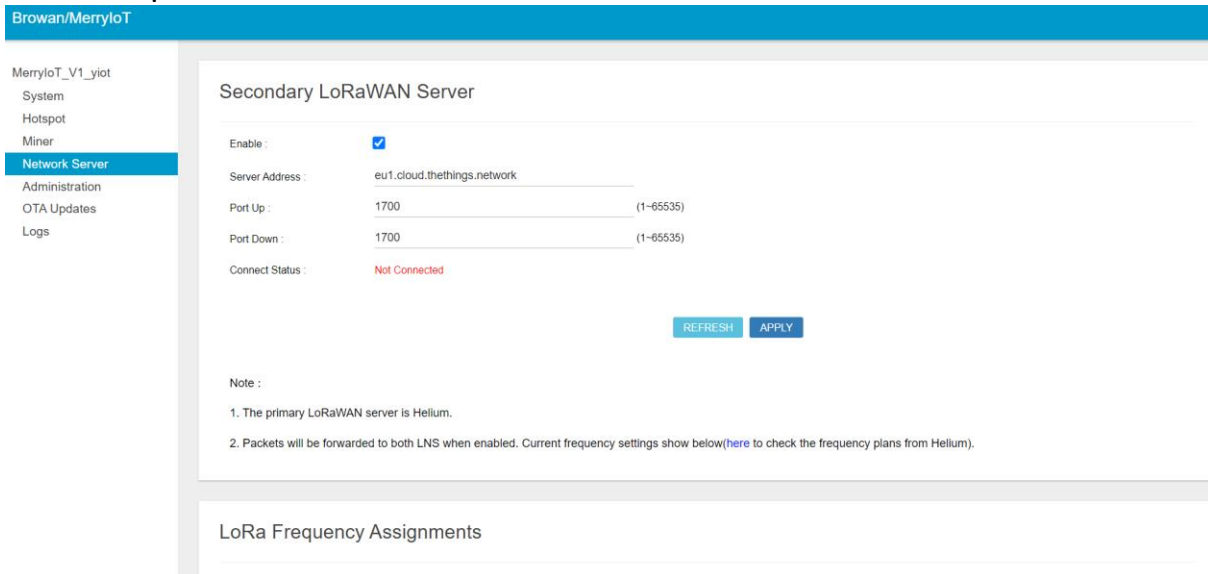 Browan/MerryIoT
MerryIoT_V1_yiot
System
Hotspot
Miner
Network Server
Administration
OTA Updates
Logs
Secondary LoRaWAN Server
Enable :
Server Address : eu1.cloud.thethings.network
Port Up : 1700 (1~65535)
Port Down : 1700 (1~65535)
Connect Status : Not Connected
REFRESH APPLY
Note :
1. The primary LoRaWAN server is Helium.
2. Packets will be forwarded to both LNS when enabled. Current frequency settings show below(here to check the frequency plans from Helium).
LoRa Frequency Assignments